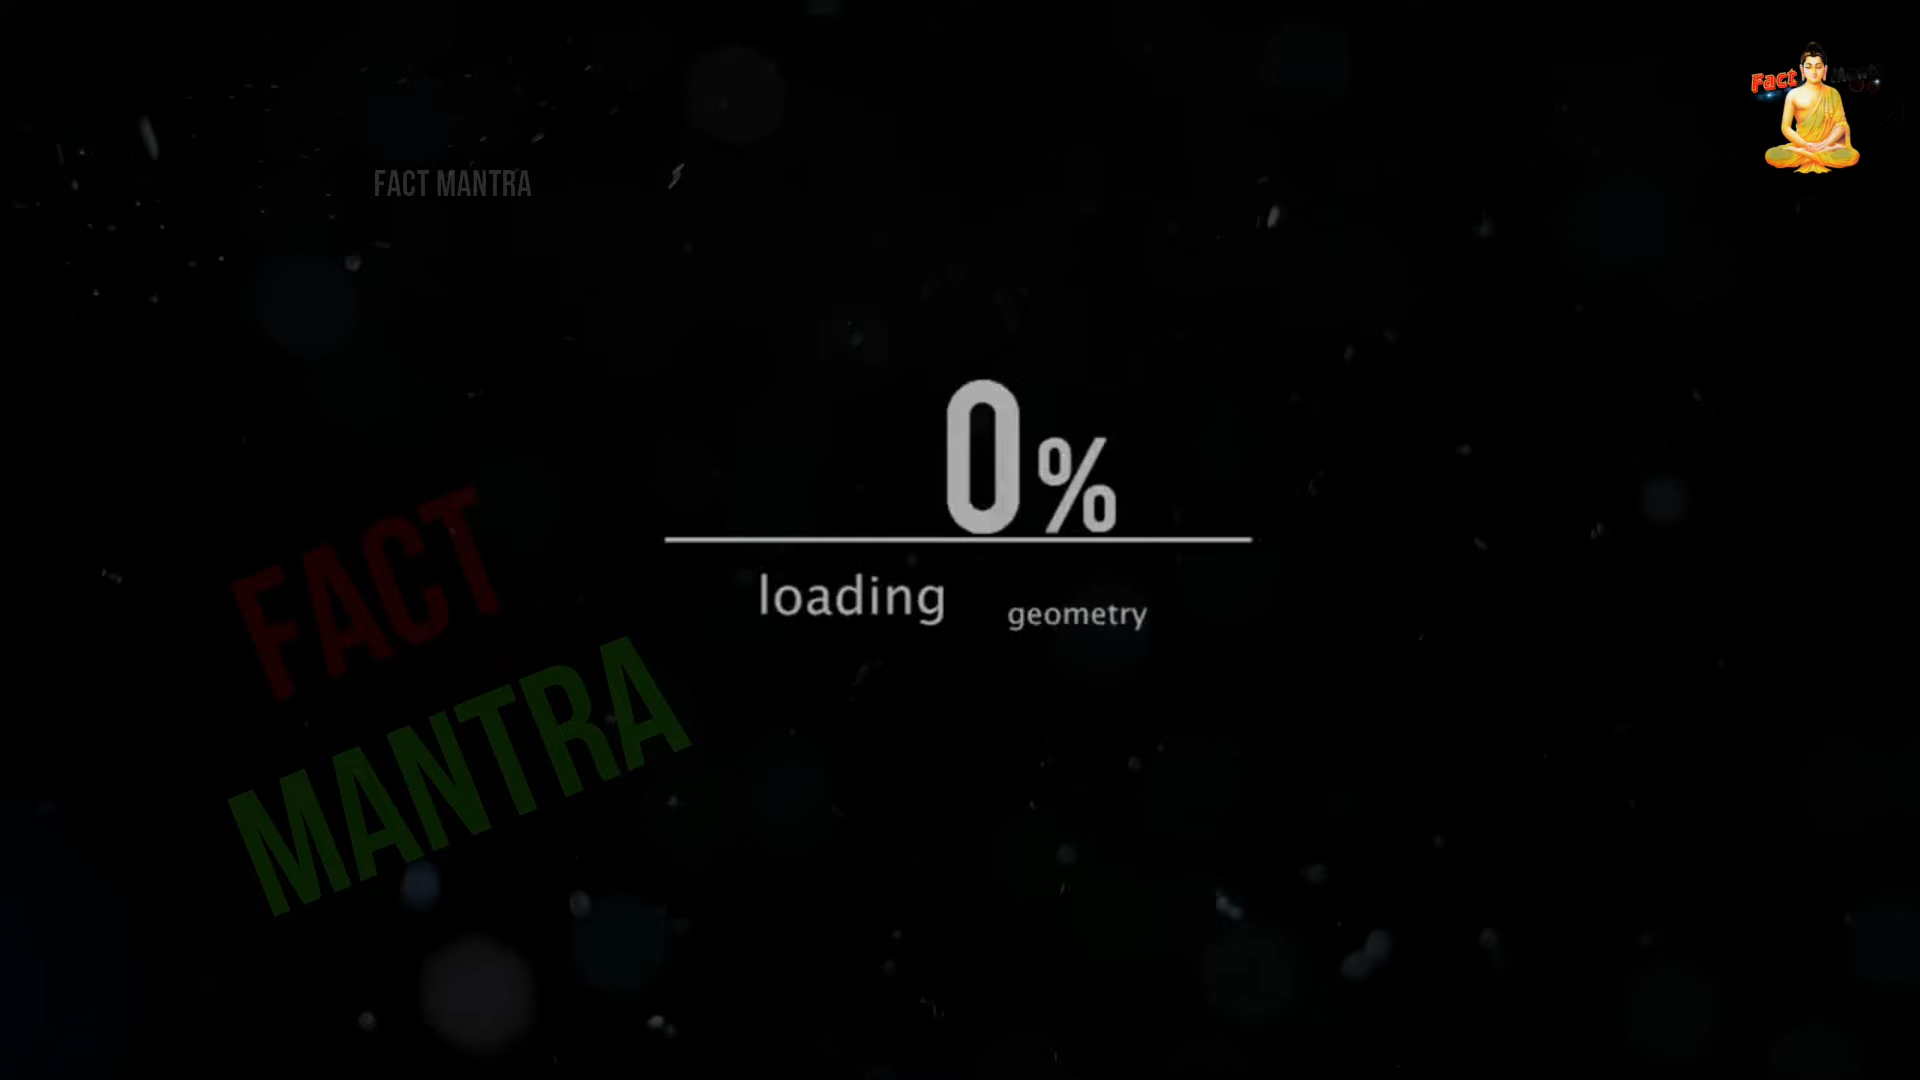 Fact
FACT MANTRA
0%
loading geometry
FACT
MANTRA